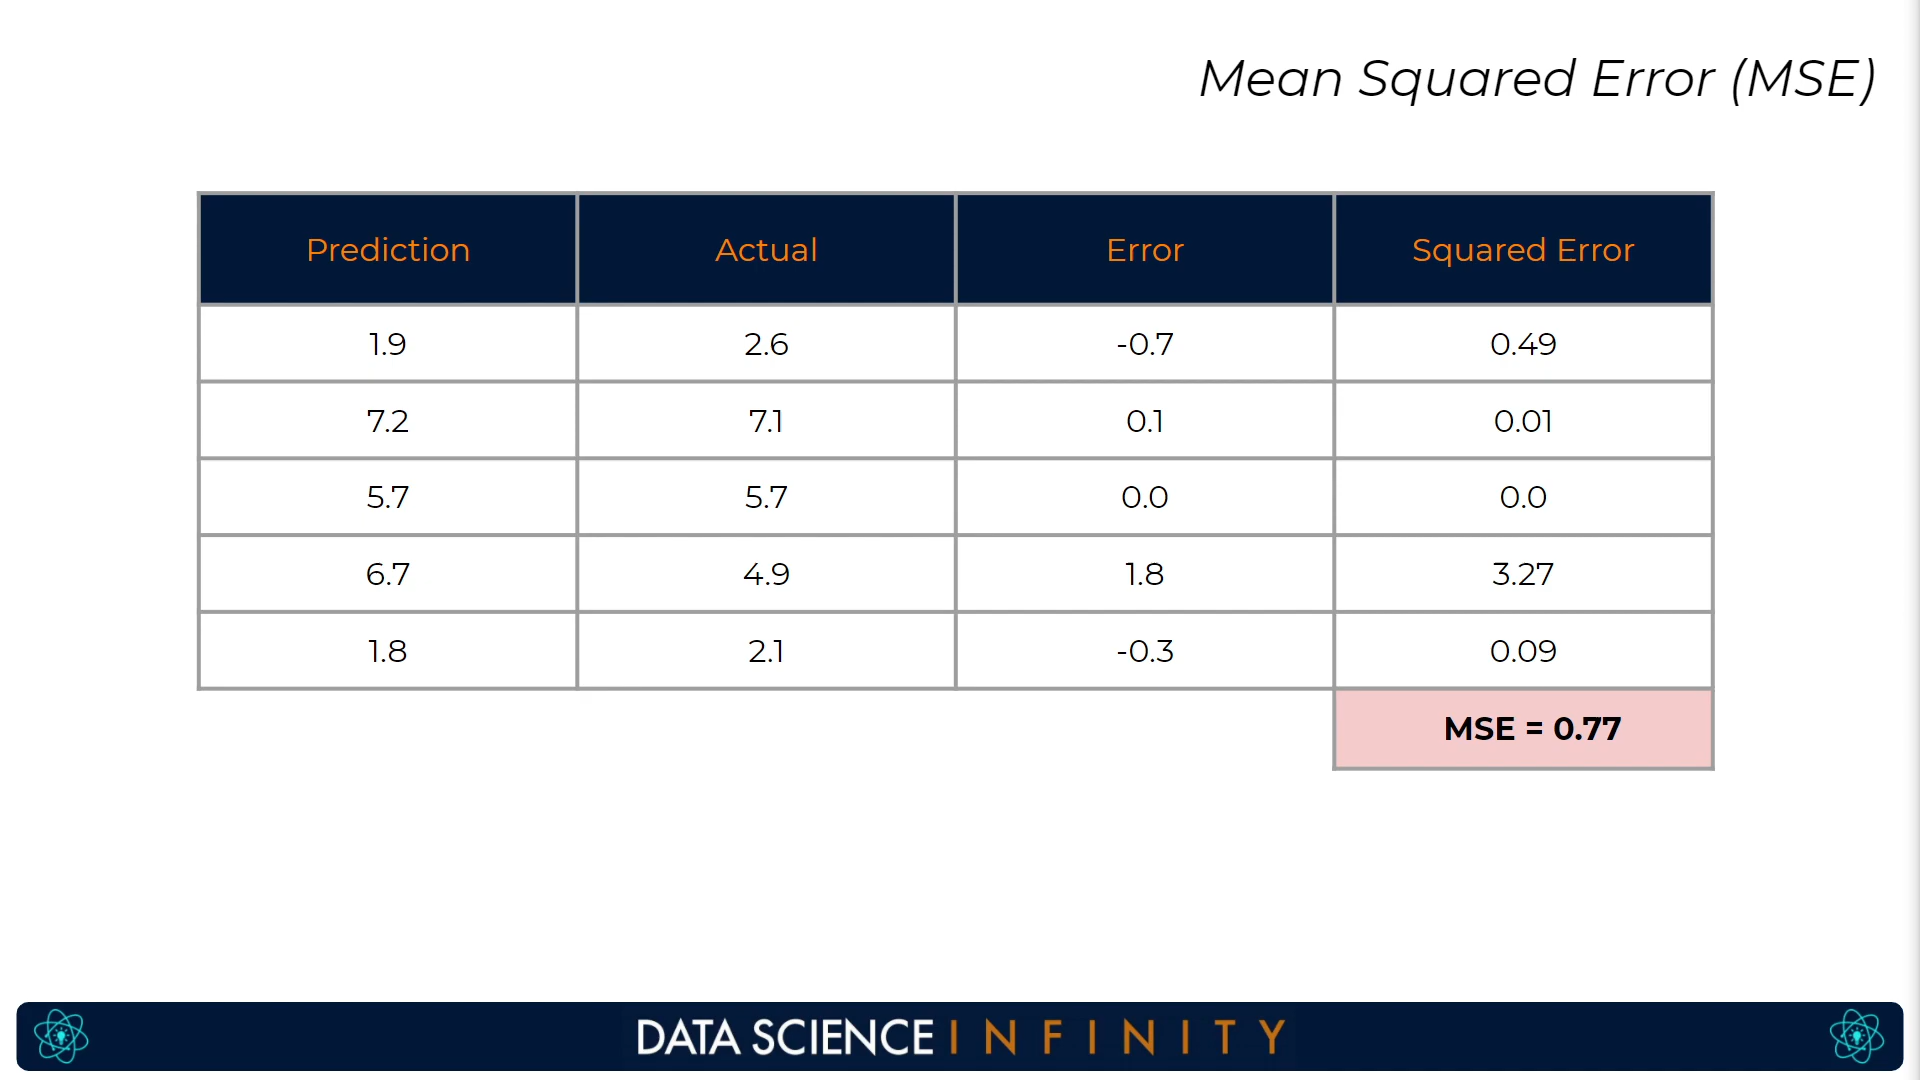 Mean Squared Error (MSE)
Prediction Actual Error Squared Error
1.9 2.6 -0.7 0.49
7.2 7.1 0.1 0.01
5.7 5.7 0.0 0.0
6.7 4.9 1.8 3.27
1.8 2.1 -0.3 0.09
MSE = 0.77
DATA SCIENCE INFINITY